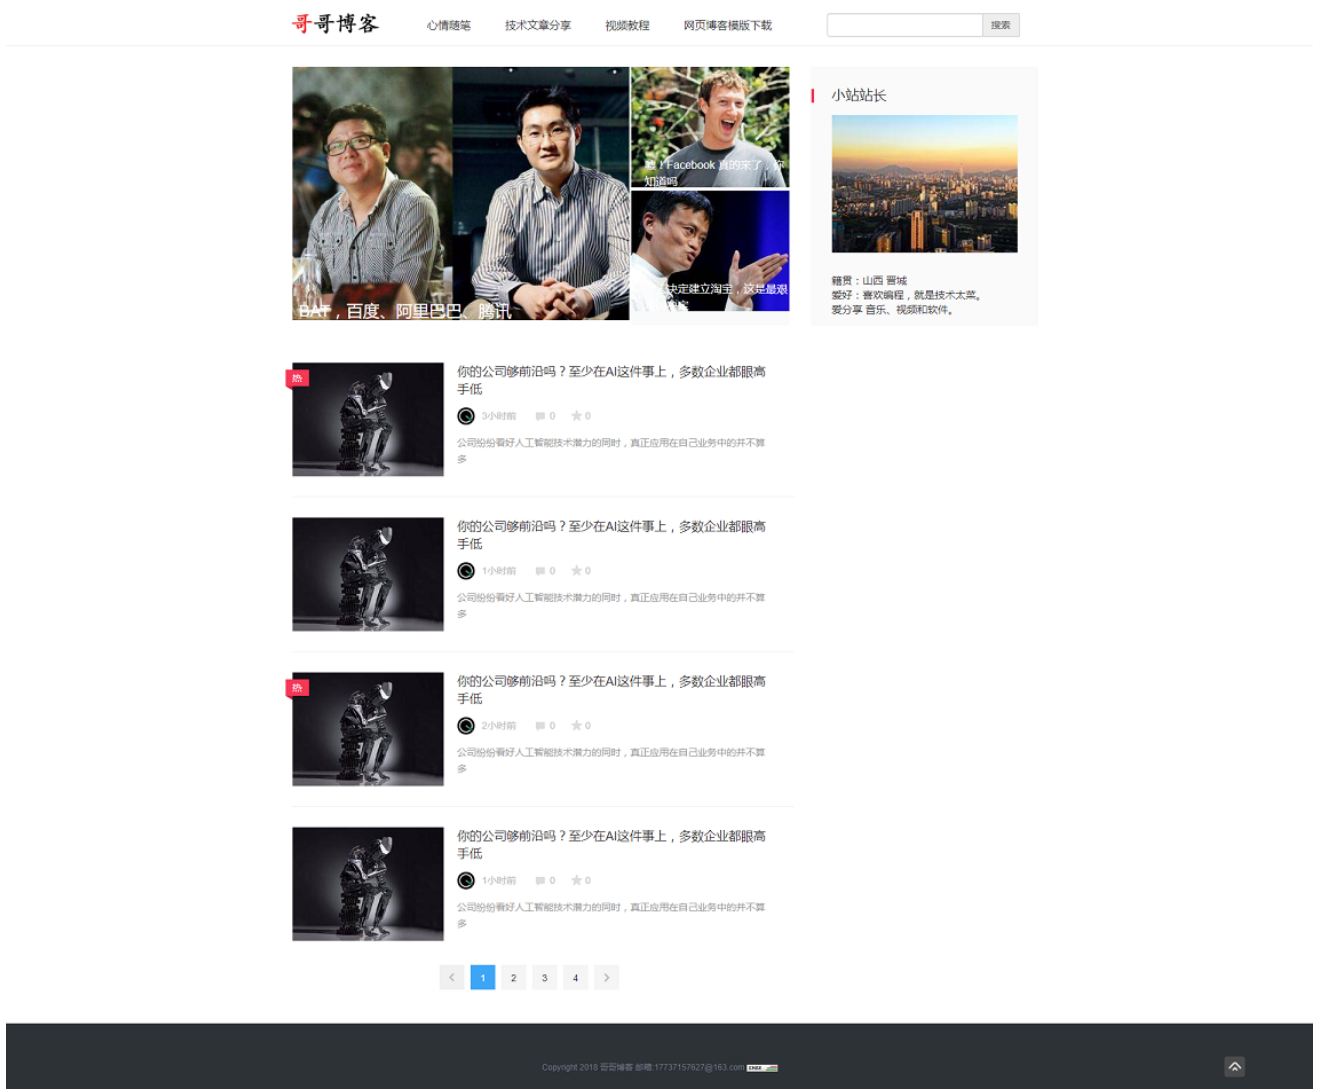 哥哥博客
心情随笔 技术文章分享 视频教程 网页博客模版下载 搜索
嘘！Facebook 真的来了，你
知道吗
决定建立淘宝，这是最艰
BAT，百度、阿里巴巴、腾讯
小站站长
籍贯：山西 晋城
爱好：喜欢编程，就是技术太菜。
爱分享 音乐、视频和软件。
热
你的公司够前沿吗？至少在AI这件事上，多数企业都眼高
手低
3小时前 0 0
公司纷纷看好人工智能技术潜力的同时，真正应用在自己业务中的并不算
多
你的公司够前沿吗？至少在AI这件事上，多数企业都眼高
手低
1小时前 0 0
公司纷纷看好人工智能技术潜力的同时，真正应用在自己业务中的并不算
多
热
你的公司够前沿吗？至少在AI这件事上，多数企业都眼高
手低
2小时前 0 0
公司纷纷看好人工智能技术潜力的同时，真正应用在自己业务中的并不算
多
你的公司够前沿吗？至少在AI这件事上，多数企业都眼高
手低
1小时前 0 0
公司纷纷看好人工智能技术潜力的同时，真正应用在自己业务中的并不算
多
1 2 3 4
Copyright 2018 哥哥博客 邮箱:17737157627@163.com